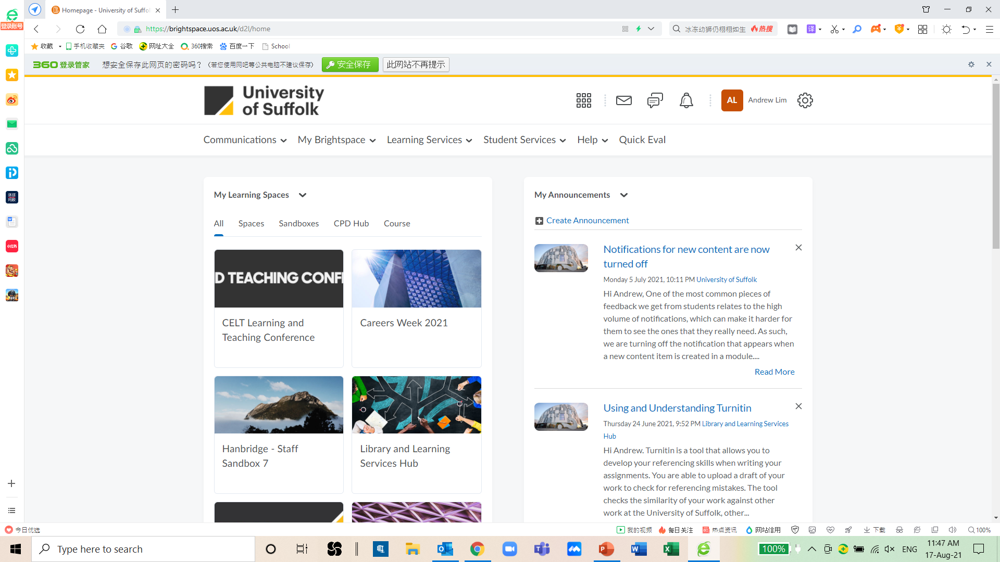 登录账号
Homepage - University of Suffol
https://brightspace.uos.ac.uk/d2l/home
冰冻幼狮仍栩栩如生
热搜
译
收藏
手机收藏夹
谷歌
网址大全
360搜索
百度一下
School
360登录管家
想安全保存此网页的密码吗？（若您使用网吧等公共电脑不建议保存）
安全保存
此网站不再提示
University
of Suffolk
AL
Andrew Lim
Communications
My Brightspace
Learning Services
Student Services
Help
Quick Eval
My Learning Spaces
All
Spaces
Sandboxes
CPD Hub
Course
D TEACHING CONF
CELT Learning and
Teaching Conference
Careers Week 2021
Hanbridge - Staff
Sandbox 7
Library and Learning
Services Hub
My Announcements
Create Announcement
Notifications for new content are now
turned off
Monday 5 July 2021, 10:11 PM University of Suffolk
Hi Andrew, One of the most common pieces of
feedback we get from students relates to the high
volume of notifications, which can make it harder for
them to see the ones that they really need. As such,
we are turning off the notification that appears when
a new content item is created in a module....
Read More
Using and Understanding Turnitin
Thursday 24 June 2021, 9:52 PM Library and Learning Services
Hub
Hi Andrew. Turnitin is a tool that allows you to
develop your referencing skills when writing your
assignments. You are able to upload a draft of your
work to check for referencing mistakes. The tool
checks the similarity of your work against other
work at the University of Suffolk, other...
小红书
今日优选
我的视频
每日关注
热点资讯
网站信用
下载
100%
Type here to search
100%
ENG
11:47 AM
17-Aug-21